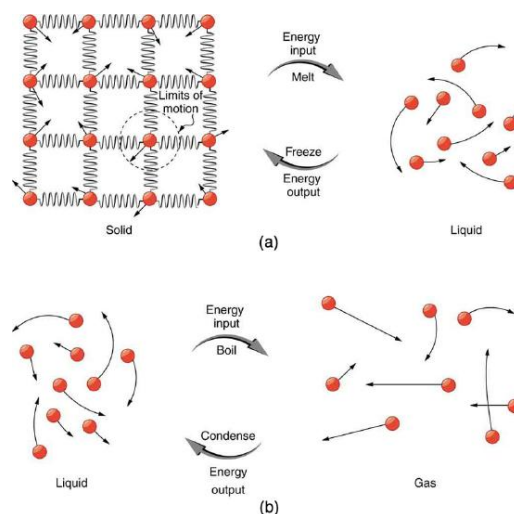 Energy
input
Melt
Limits of
motion
Freeze
Energy
output
Solid
Liquid
(a)
Energy
input
Boil
Condense
Energy
output
Liquid
Gas
(b)